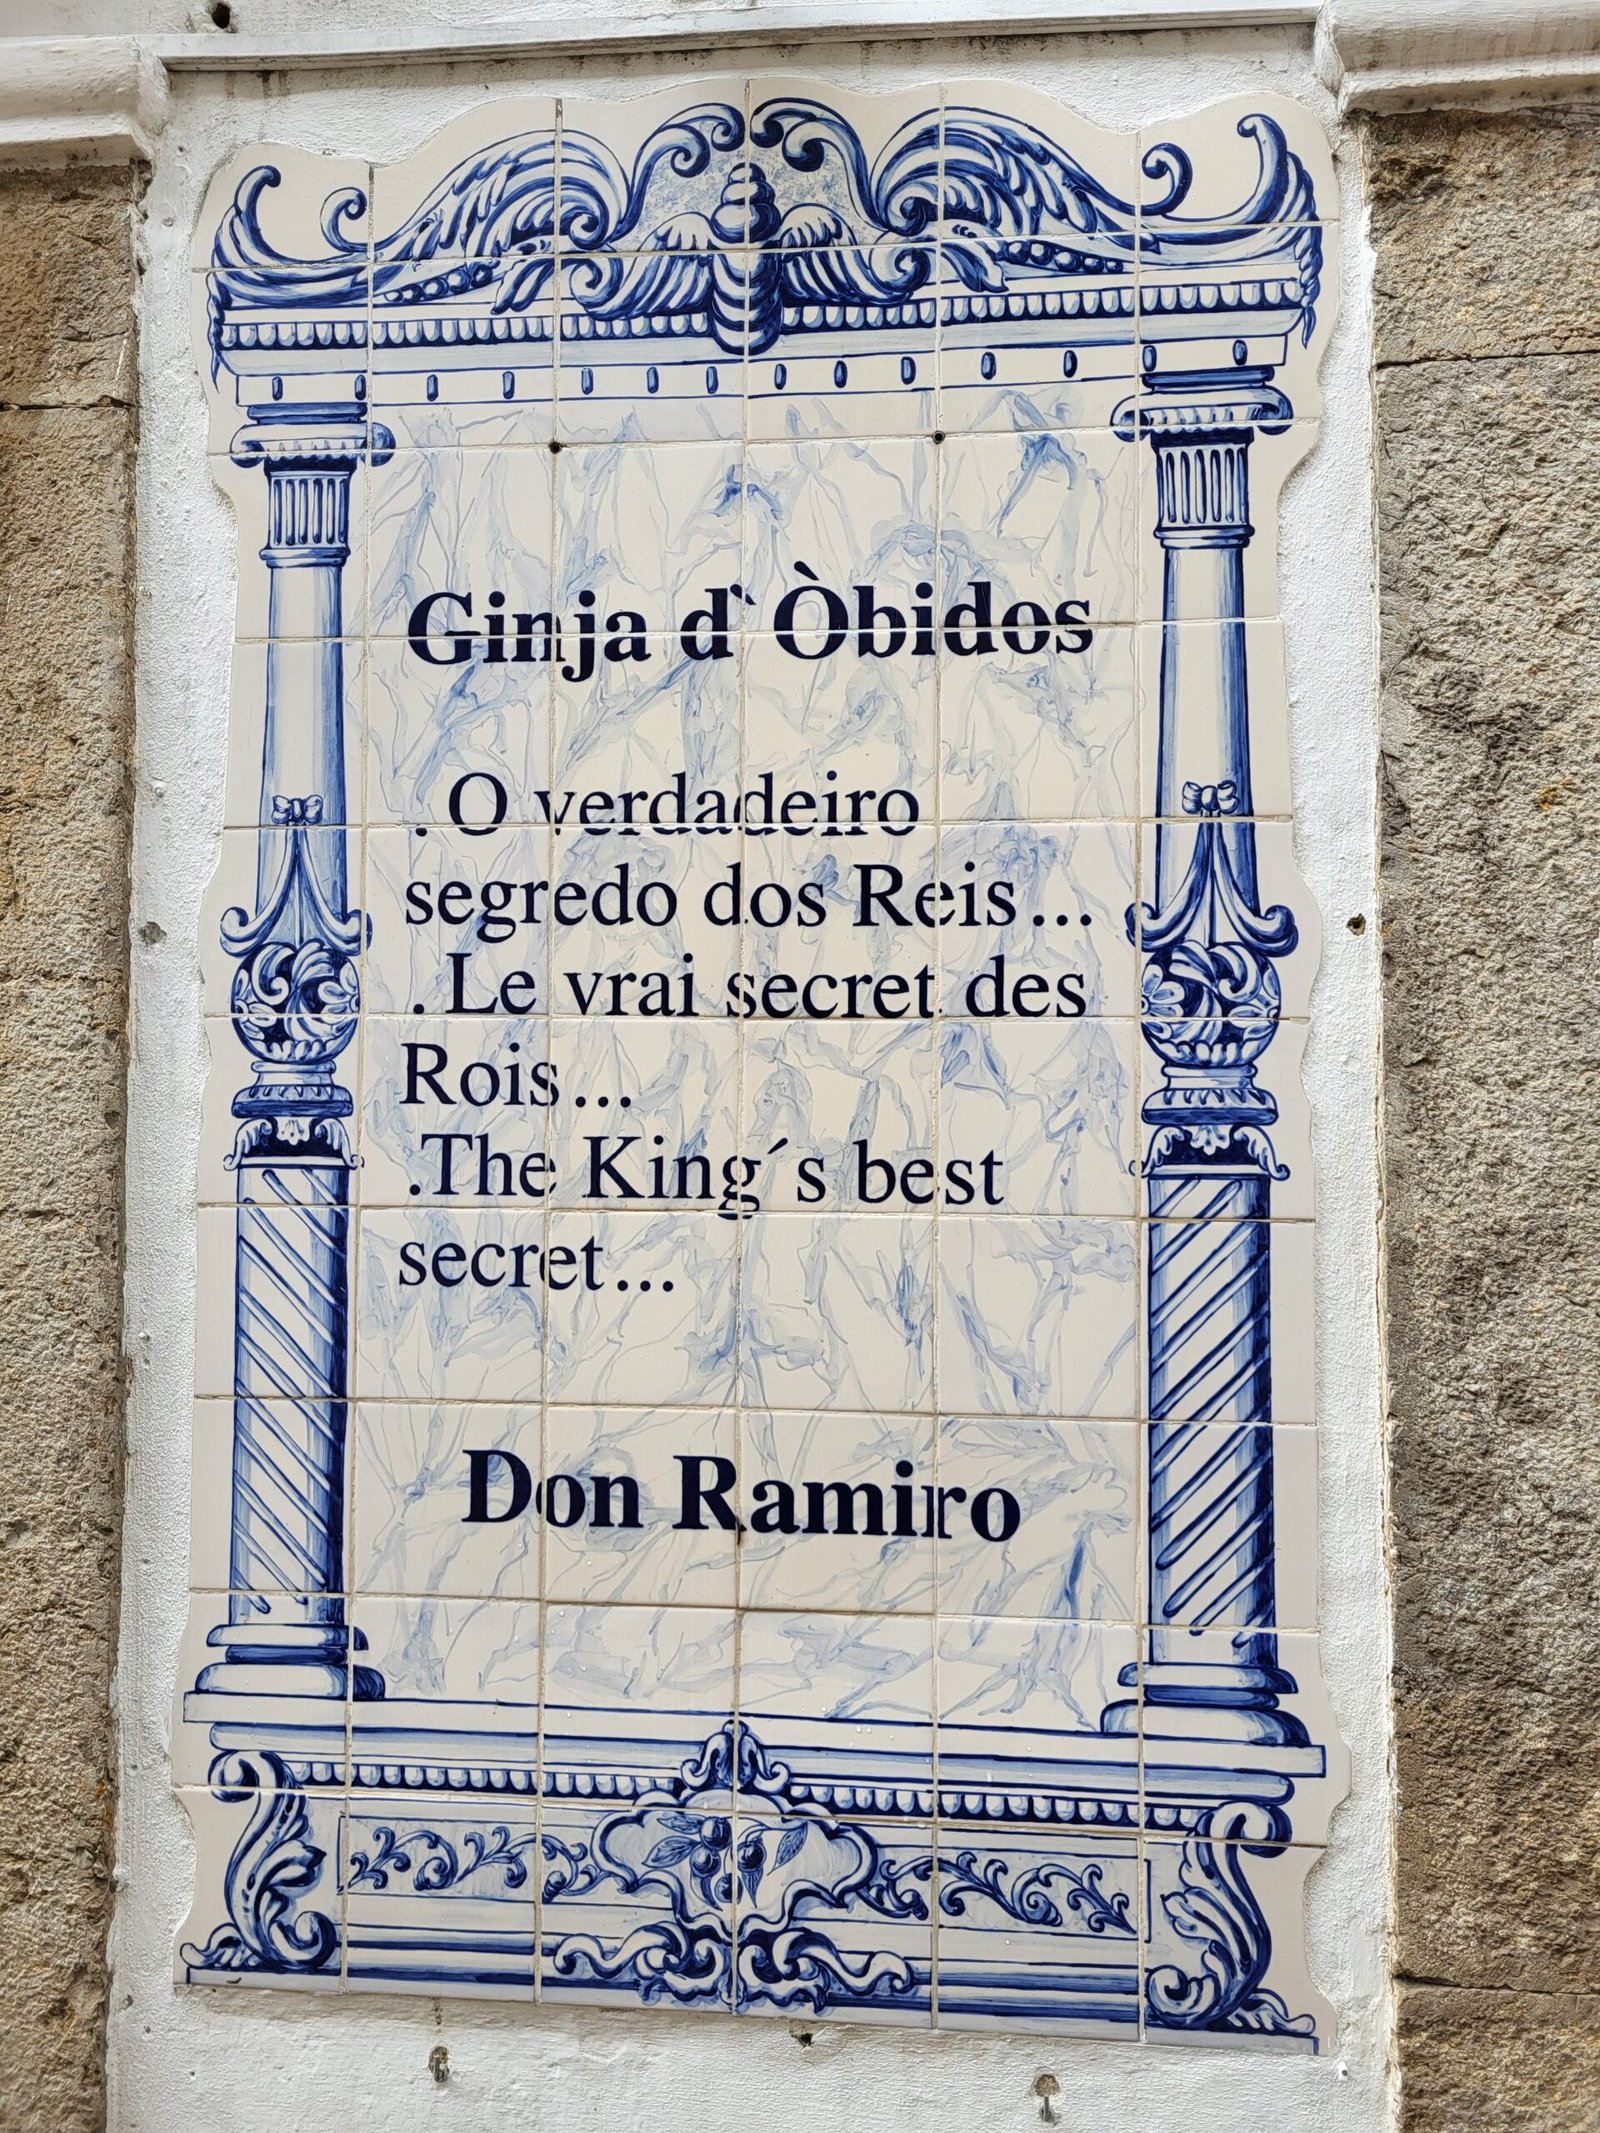 Ginja d`Òbidos
. O verdadeiro
segredo dos Reis...
. Le vrai secret des
Rois...
.The King´s best
secret...
Don Ramiro